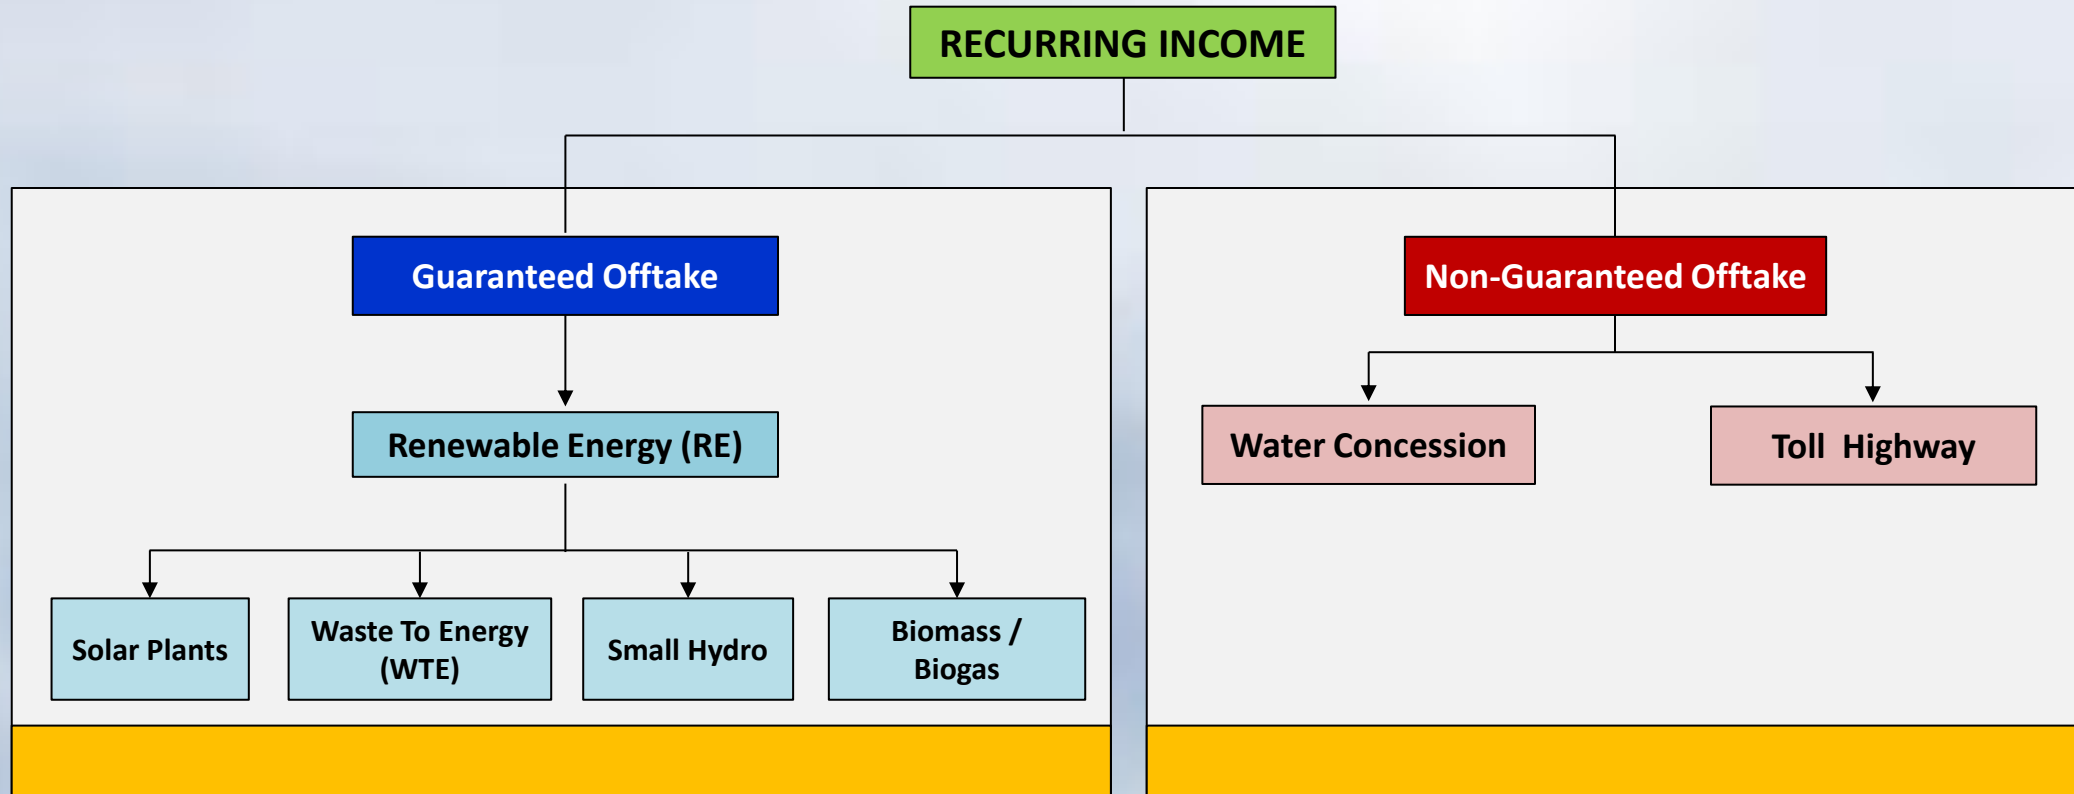 RECURRING INCOME
Guaranteed Offtake
Non-Guaranteed Offtake
Renewable Energy (RE)
Water Concession
Toll Highway
Solar Plants
Waste To Energy
(WTE)
Small Hydro
Biomass /
Biogas